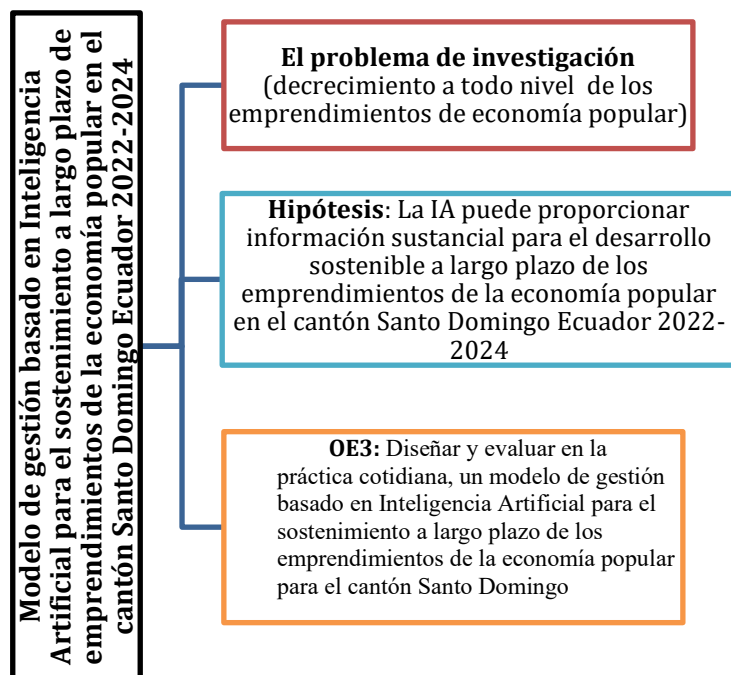 Modelo de gestión basado en Inteligencia
Artificial para el sostenimiento a largo plazo de
emprendimientos de la economía popular en el
cantón Santo Domingo Ecuador 2022-2024
El problema de investigación
(decrecimiento a todo nivel de los
emprendimientos de economía popular)
Hipótesis: La IA puede proporcionar
información sustancial para el desarrollo
sostenible a largo plazo de los
emprendimientos de la economía popular
en el cantón Santo Domingo Ecuador 2022-
2024
OE3: Diseñar y evaluar en la
práctica cotidiana, un modelo de gestión
basado en Inteligencia Artificial para el
sostenimiento a largo plazo de los
emprendimientos de la economía popular
para el cantón Santo Domingo